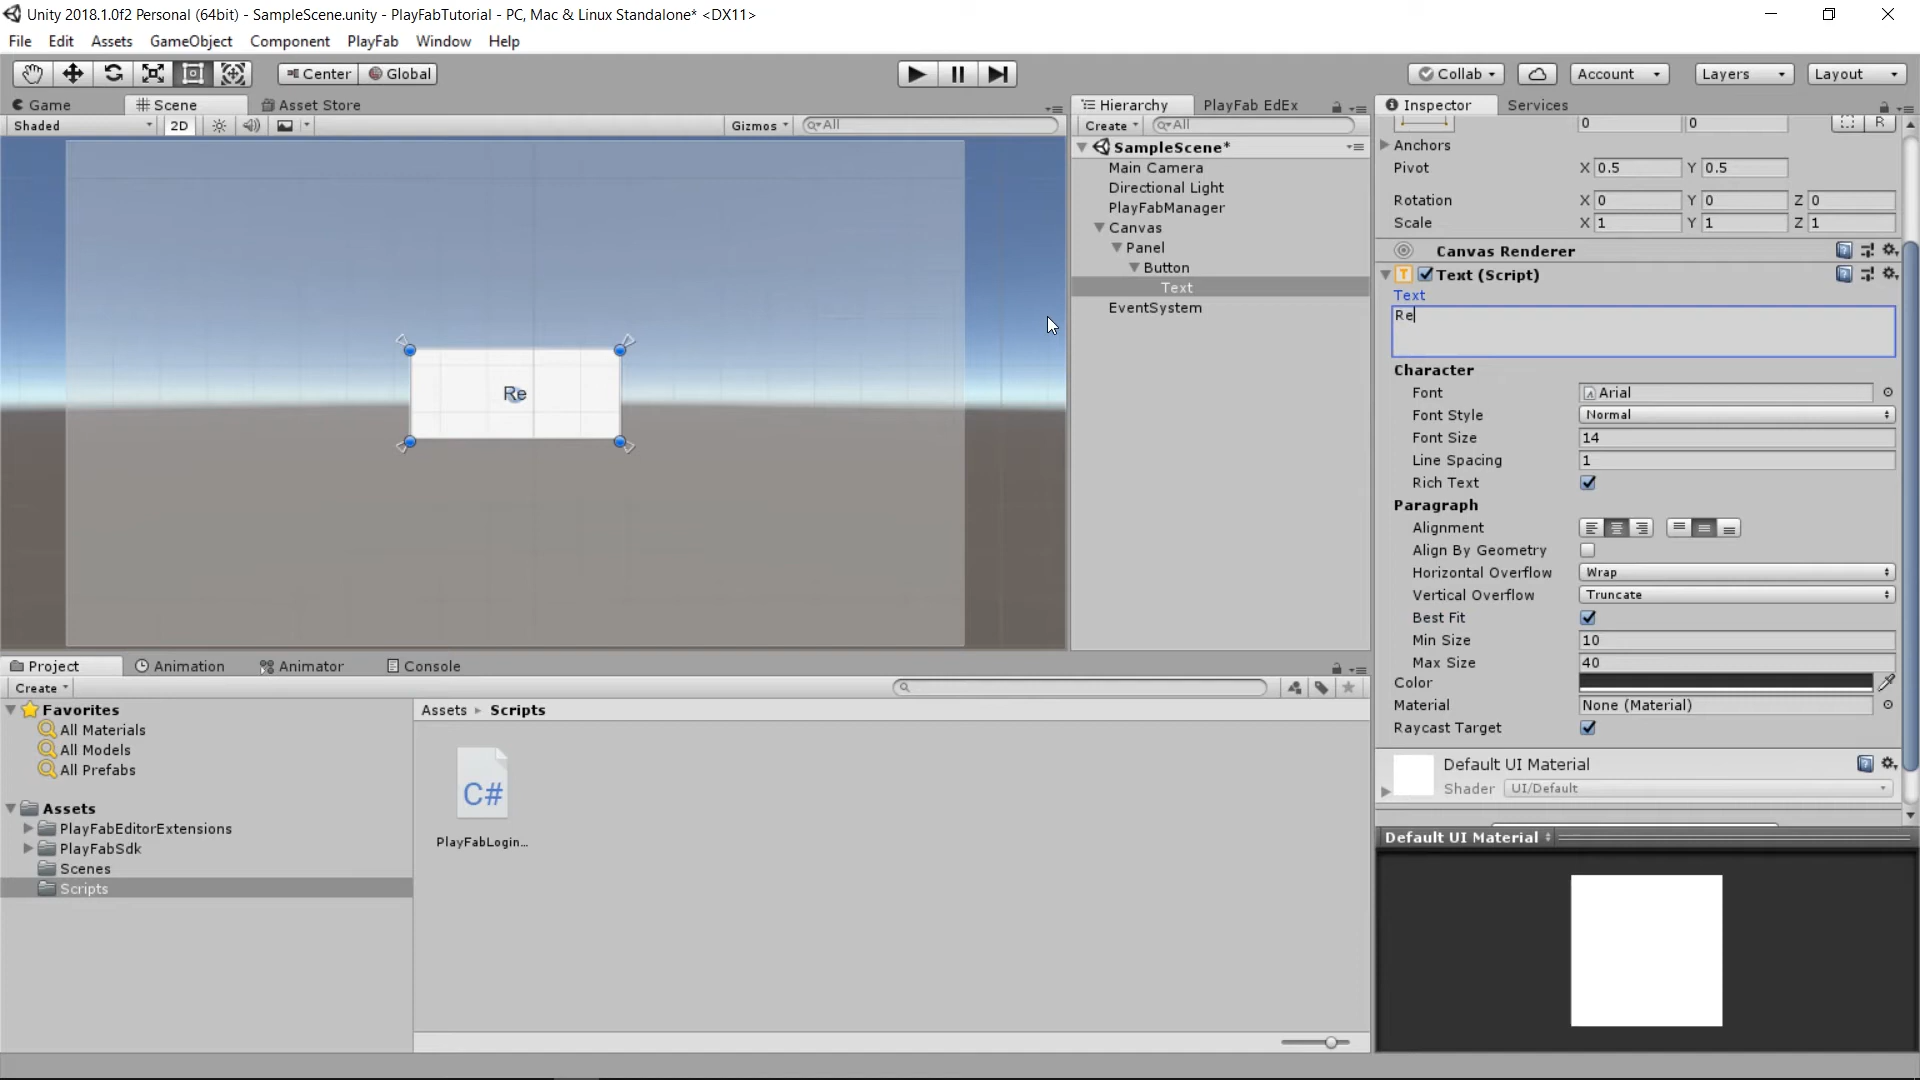 Unity 2018.1.0f2 Personal (64bit) - SampleScene.unity - PlayFabTutorial - PC, Mac & Linux Standalone* <DX11>
File Edit Assets GameObject Component PlayFab Window Help
Center Global Collab Account Layers Layout
Game Scene Asset Store
Shaded 2D Gizmos All
Re
Hierarchy PlayFab EdEx
Create All
SampleScene*
Main Camera
Directional Light
PlayFabManager
Canvas
Panel
Button
Text
EventSystem
Inspector Services
0 0 R
Anchors
Pivot X 0.5 Y 0.5
Rotation X 0 Y 0 Z 0
Scale X 1 Y 1 Z 1
Canvas Renderer
T Text (Script)
Text
Re
Character
Font Arial
Font Style Normal
Font Size 14
Line Spacing 1
Rich Text
Paragraph
Alignment
Align By Geometry
Horizontal Overflow Wrap
Vertical Overflow Truncate
Best Fit
Min Size 10
Max Size 40
Color
Material None (Material)
Raycast Target
Default UI Material
Shader UI/Default
Default UI Material
Project Animation Animator Console
Create
Favorites
All Materials
All Models
All Prefabs
Assets
PlayFabEditorExtensions
PlayFabSdk
Scenes
Scripts
Assets Scripts
C#
PlayFabLogin...